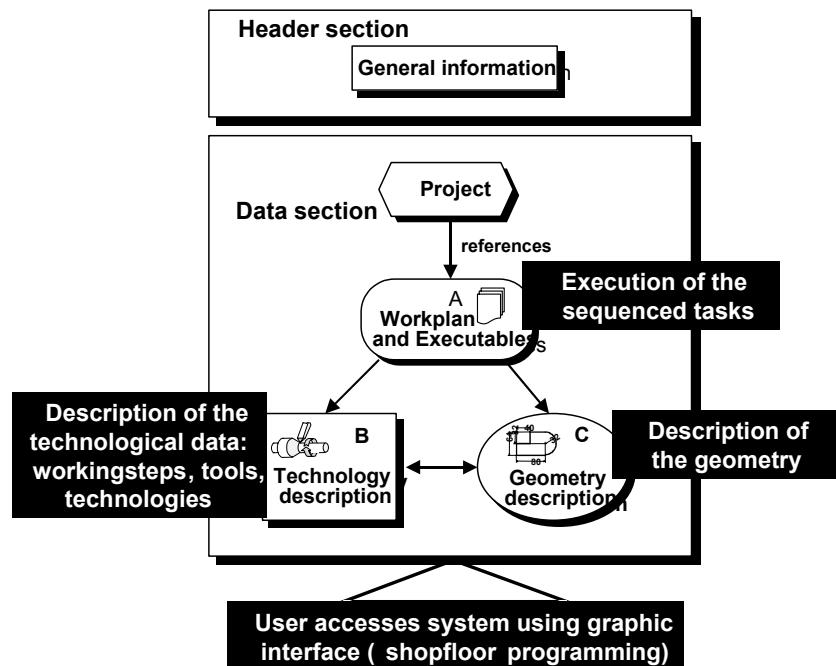 Header section
General information
Project
Data section
references
Execution of the
sequenced tasks
A
Workplan
and Executables
Description of the
technological data:
workingsteps, tools,
technologies
B
Technology
description
C
40
80
Geometry
description
Description of
the geometry
User accesses system using graphic
interface ( shopfloor programming)